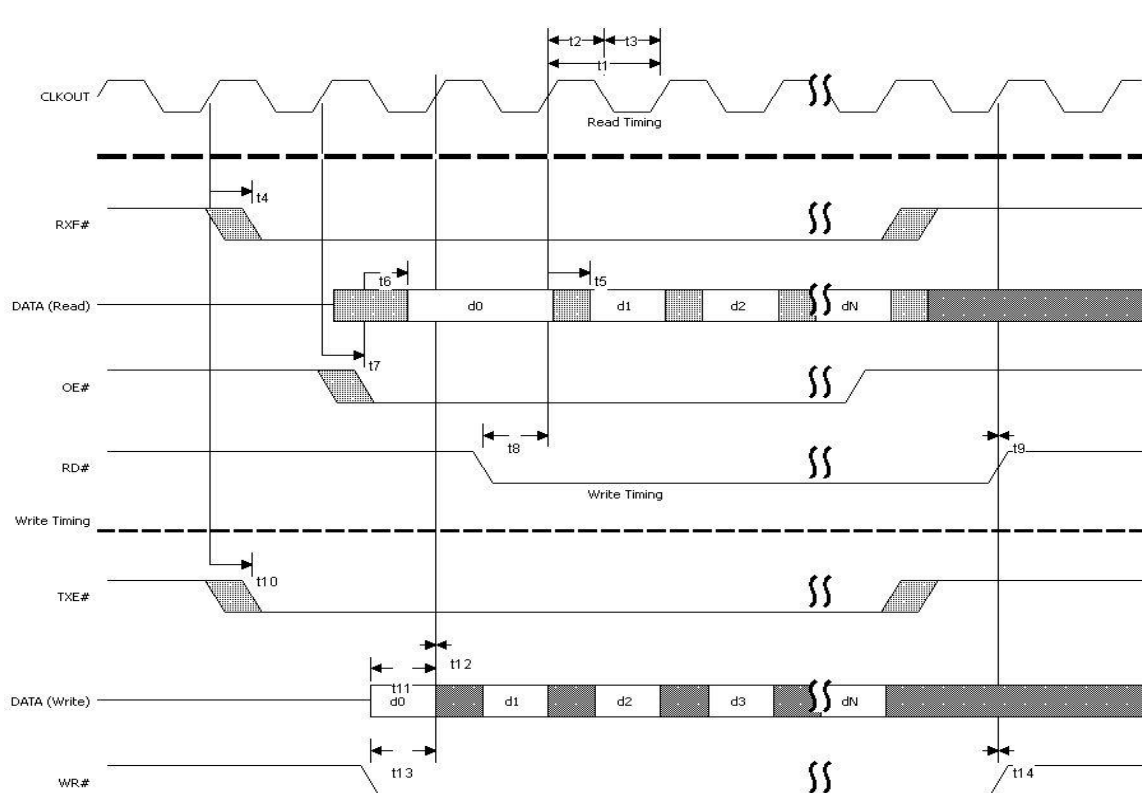 t2 t3
t1
CLKOUT
Read Timing
t4
RXF#
t6 t5
DATA (Read) d0 d1 d2 dN
t7
OE#
t8 t9
RD#
Write Timing
Write Timing
t10
TXE#
t12
t11
DATA (Write) d0 d1 d2 d3 dN
t13 t14
WR#